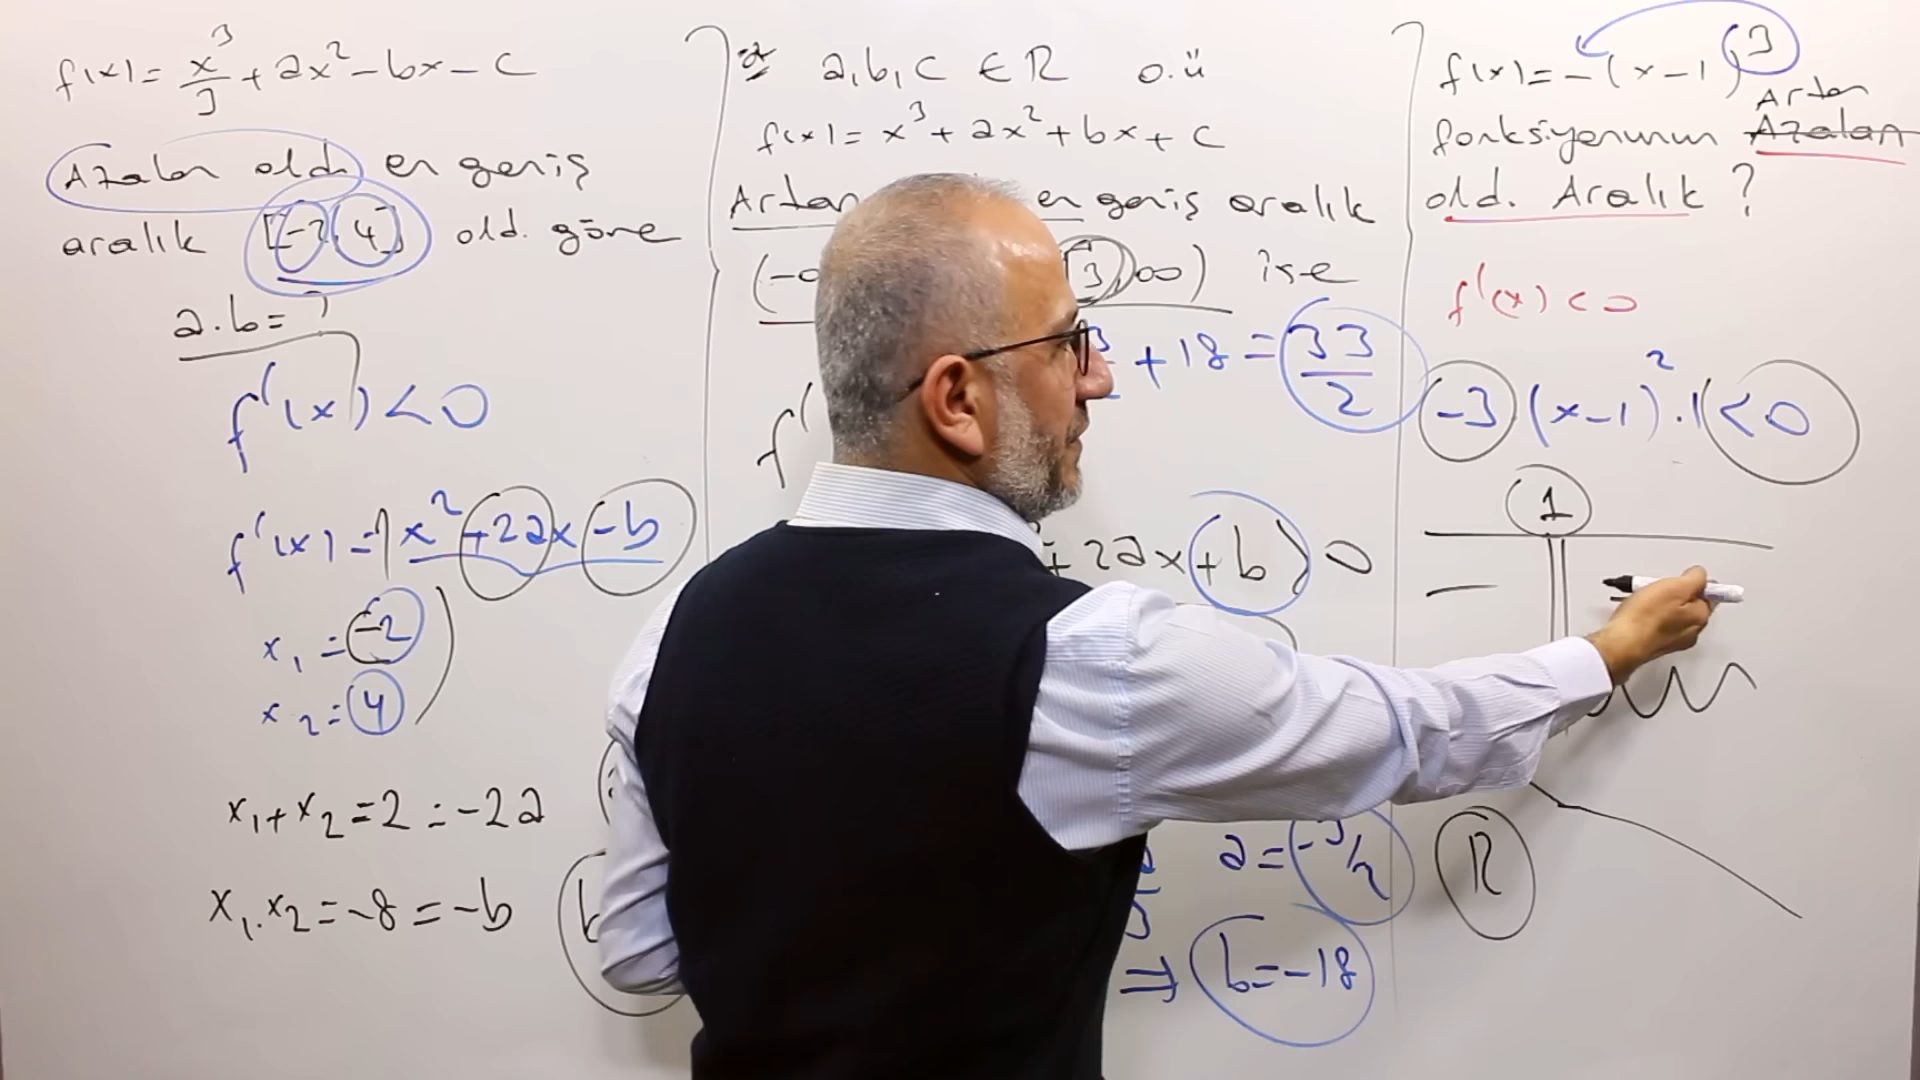 f(x) = x³/3 + ax² - bx - c
Azalan old. en geniş
aralık [-2, 4] old. göre
a.b = ?
f'(x) < 0
f'(x) = 1x² + 2ax - b
x₁ = -2
x₂ = 4
x₁ + x₂ = 2 = -2a
x₁ . x₂ = -8 = -b
a, b, c ∈ R o.ü
f(x) = x³ + ax² + bx + c
Artan en geniş aralık
[3, ∞) ise
+ 18 = 33/2
f'
+ 2ax + b > 0
a = -3/2
⇒ b = -18
f(x) = -(x-1)³
Artan
fonksiyonunun Azalan
old. Aralık ?
f'(x) < 0
-3 (x-1)² . 1 < 0
1
-
R